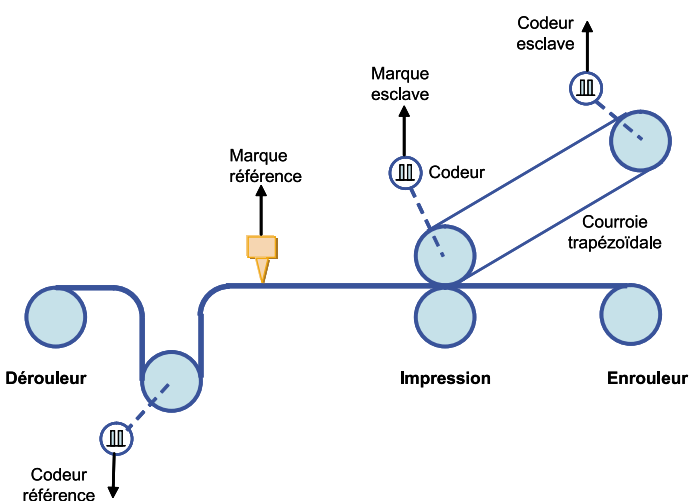 Codeur
esclave
Marque
esclave
Codeur
Marque
référence
Courroie
trapézoïdale
Dérouleur
Impression
Enrouleur
Codeur
référence